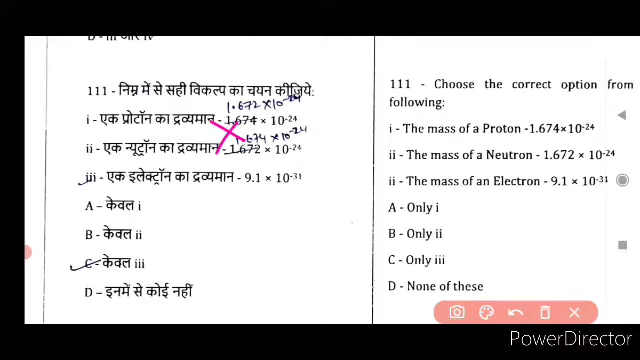 D – III और IV
111 - निम्न में से सही विकल्प का चयन कीजिये:
1.672×10⁻²⁴
i - एक प्रोटॉन का द्रव्यमान - 1.674 × 10⁻²⁴
1.674 ×10⁻²⁴
ii - एक न्यूट्रॉन का द्रव्यमान - 1.672 × 10⁻²⁴
iii - एक इलेक्ट्रॉन का द्रव्यमान - 9.1 × 10⁻³¹
A – केवल i
B – केवल ii
C – केवल iii
D – इनमें से कोई नहीं
111 - Choose the correct option from
following:
i - The mass of a Proton -1.674×10⁻²⁴
ii - The mass of a Neutron - 1.672 × 10⁻²⁴
ii - The mass of an Electron - 9.1 × 10⁻³¹
A - Only i
B - Only ii
C - Only iii
D - None of these
PowerDirector